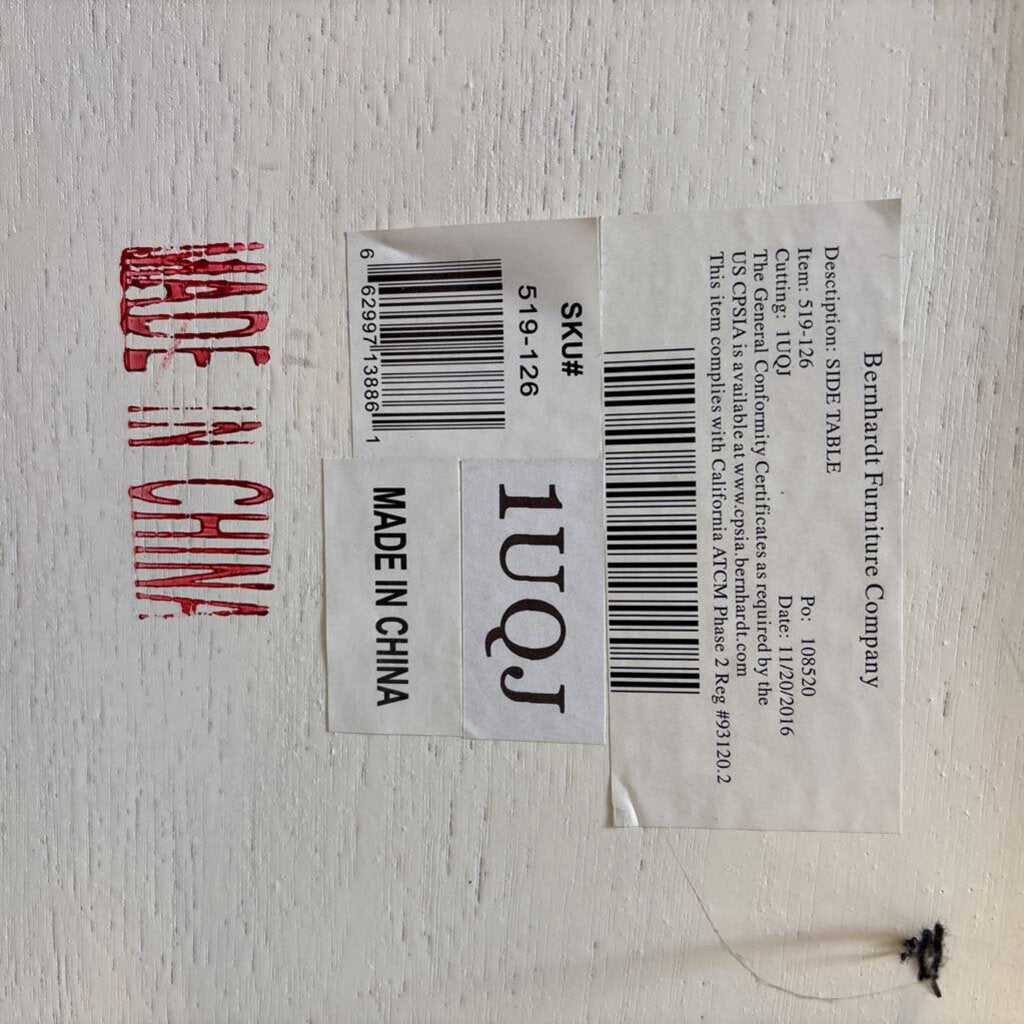 Bernhardt Furniture Company
Desctiption: SIDE TABLE
Item: 519-126 Po: 108520
Cutting: 1UQJ Date: 11/20/2016
The General Conformity Certificates as required by the
US CPSIA is available at www.cpsia.bernhardt.com
This item complies with California ATCM Phase 2 Reg #93120.2
SKU#
519-126
6 62997 13886 1
1UQJ
MADE IN CHINA
MADE IN CHINA